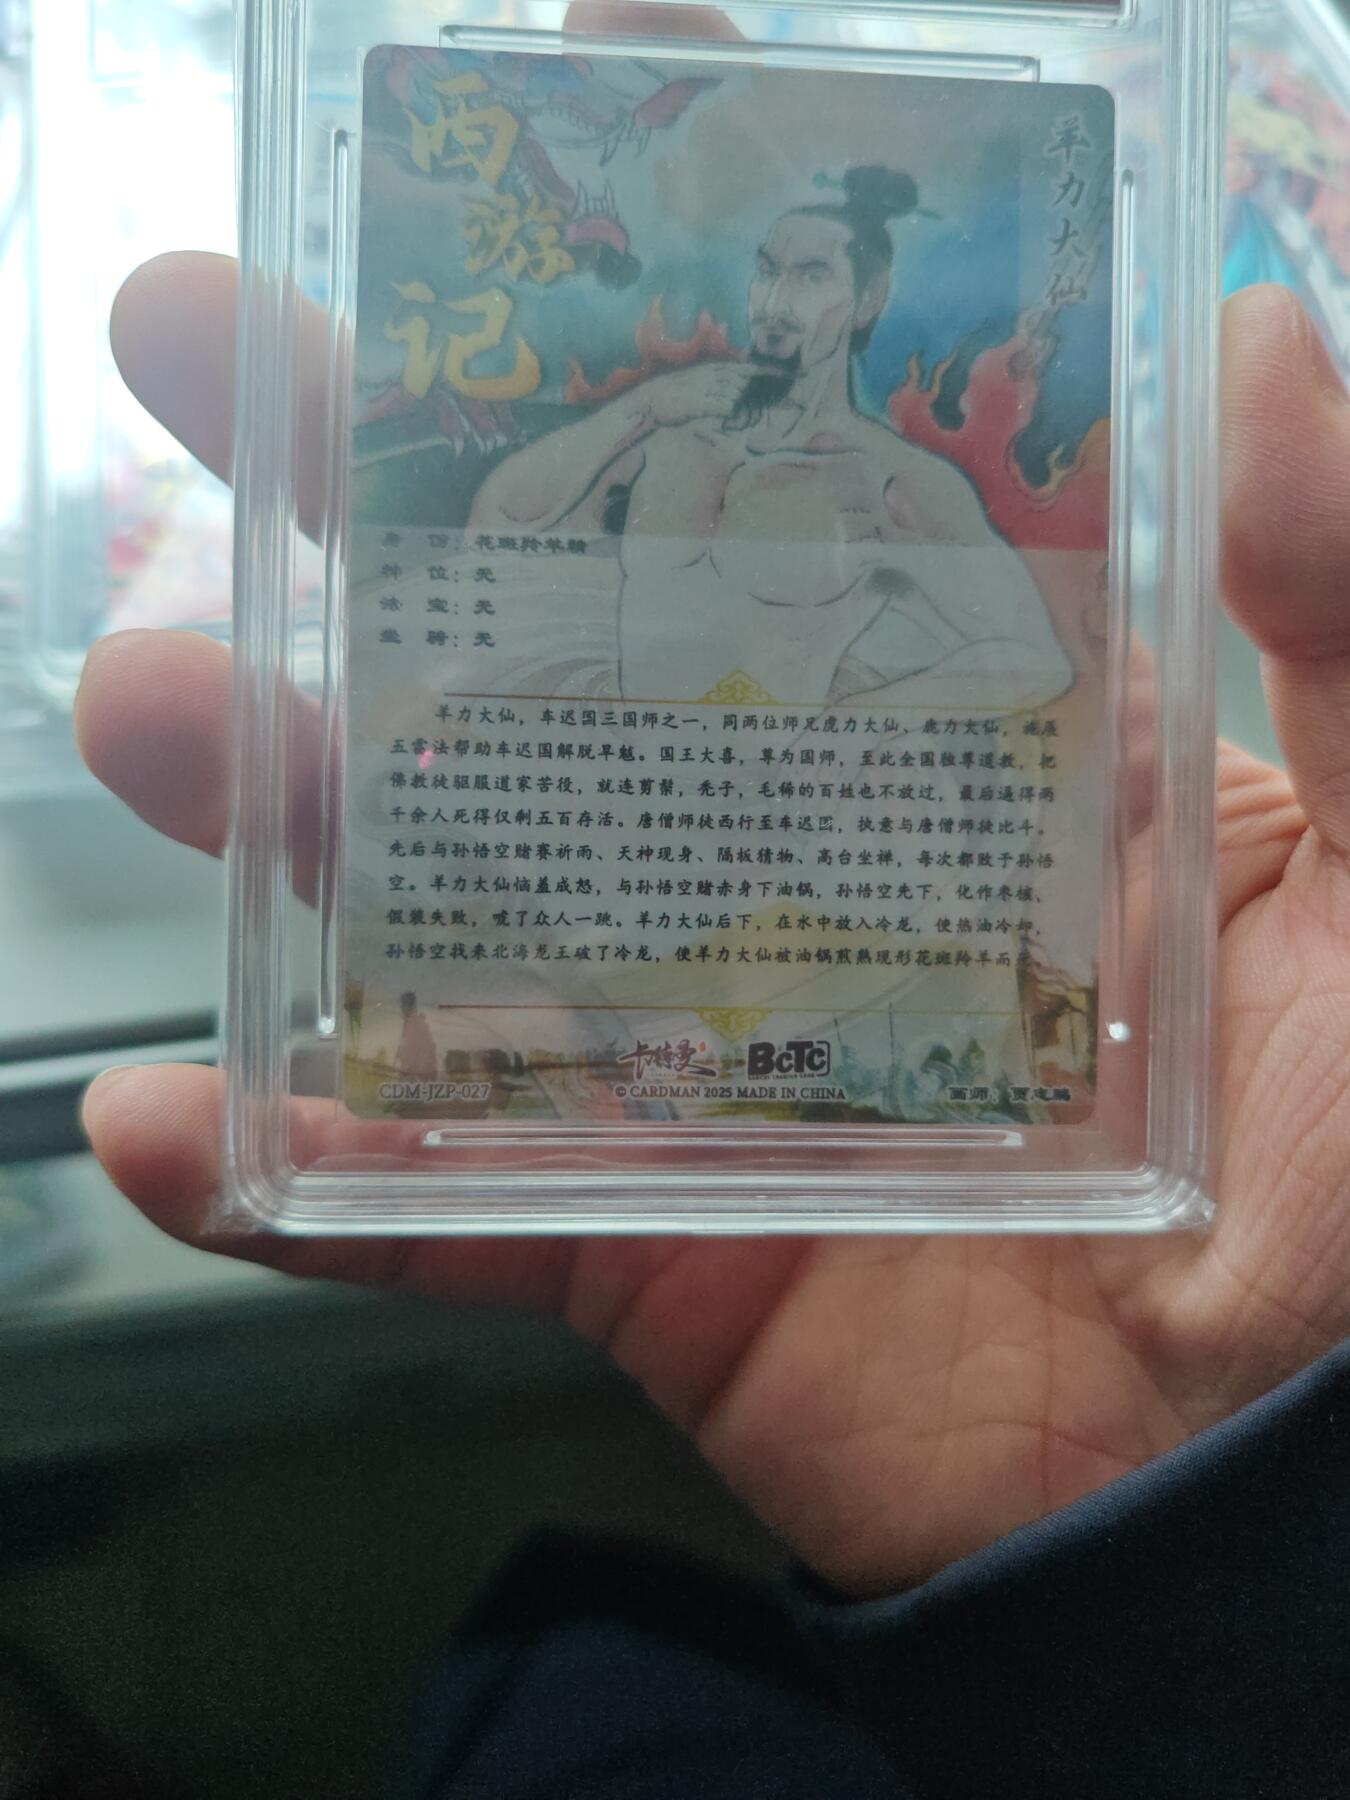 西游记
羊力大仙
身 份：花斑羚羊精
神 位：无
法 宝：无
坐 骑：无
羊力大仙，车迟国三国师之一，同两位师兄虎力大仙、鹿力大仙，施展
五雷法帮助车迟国解脱旱魃。国王大喜，尊为国师，至此全国独尊道教，把
佛教徒驱服道家苦役，就连剪鬃，秃子，毛稀的百姓也不放过，最后逼得两
千余人死得仅剩五百存活。唐僧师徒西行至车迟国，执意与唐僧师徒比斗。
先后与孙悟空赌赛祈雨、天神现身、隔板猜物、高台坐禅，每次都败于孙悟
空。羊力大仙恼羞成怒，与孙悟空赌赤身下油锅，孙悟空先下，化作枣核，
假装失败，唬了众人一跳。羊力大仙后下，在水中放入冷龙，使热油冷却，
孙悟空找来北海龙王破了冷龙，使羊力大仙被油锅煎熬现形花斑羚羊而
卡特曼 BCTC
CDM-JZP-027
© CARDMAN 2025 MADE IN CHINA
画师：贾志鹏